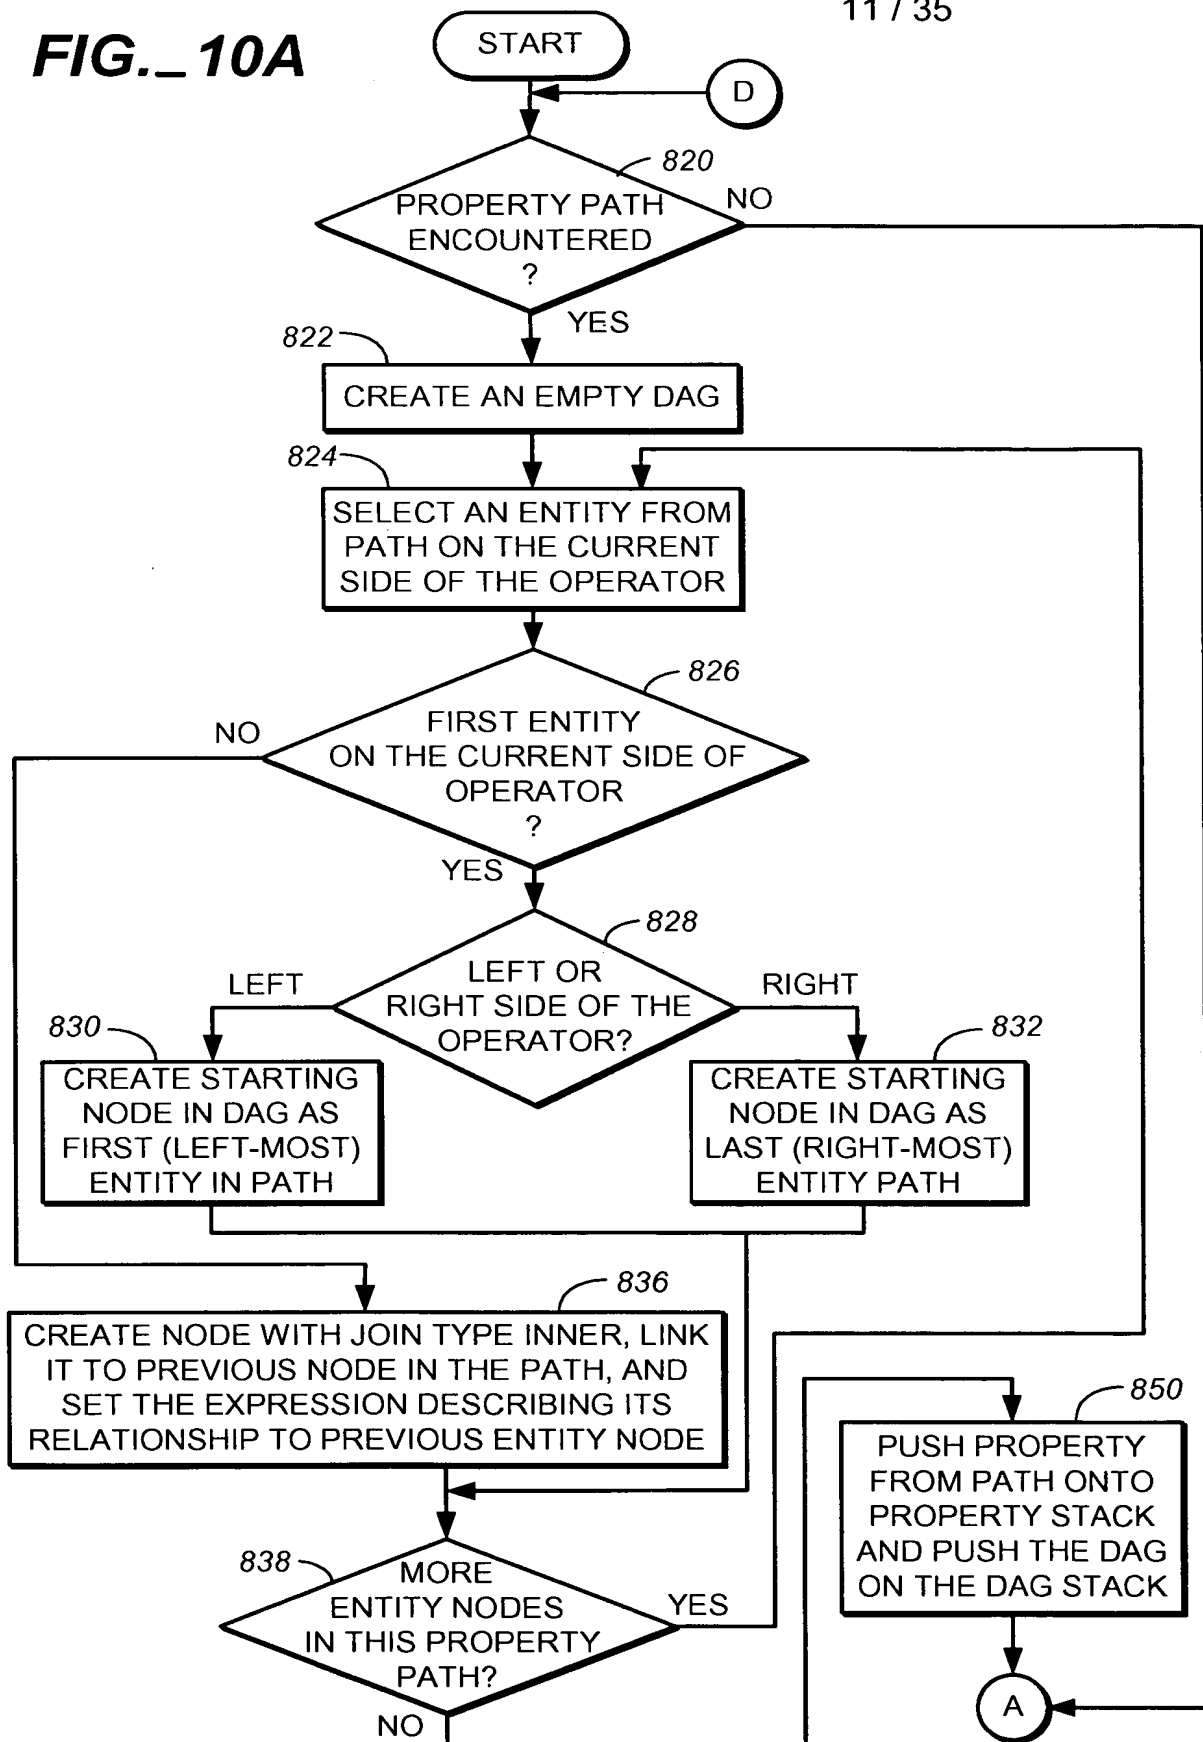 11 / 35
FIG._10A
START
D
820
PROPERTY PATH
ENCOUNTERED
?
NO
YES
822
CREATE AN EMPTY DAG
824
SELECT AN ENTITY FROM
PATH ON THE CURRENT
SIDE OF THE OPERATOR
826
FIRST ENTITY
ON THE CURRENT SIDE OF
OPERATOR
?
NO
YES
828
LEFT OR
RIGHT SIDE OF THE
OPERATOR?
LEFT
RIGHT
830
CREATE STARTING
NODE IN DAG AS
FIRST (LEFT-MOST)
ENTITY IN PATH
832
CREATE STARTING
NODE IN DAG AS
LAST (RIGHT-MOST)
ENTITY PATH
836
CREATE NODE WITH JOIN TYPE INNER, LINK
IT TO PREVIOUS NODE IN THE PATH, AND
SET THE EXPRESSION DESCRIBING ITS
RELATIONSHIP TO PREVIOUS ENTITY NODE
838
MORE
ENTITY NODES
IN THIS PROPERTY
PATH?
YES
NO
850
PUSH PROPERTY
FROM PATH ONTO
PROPERTY STACK
AND PUSH THE DAG
ON THE DAG STACK
A